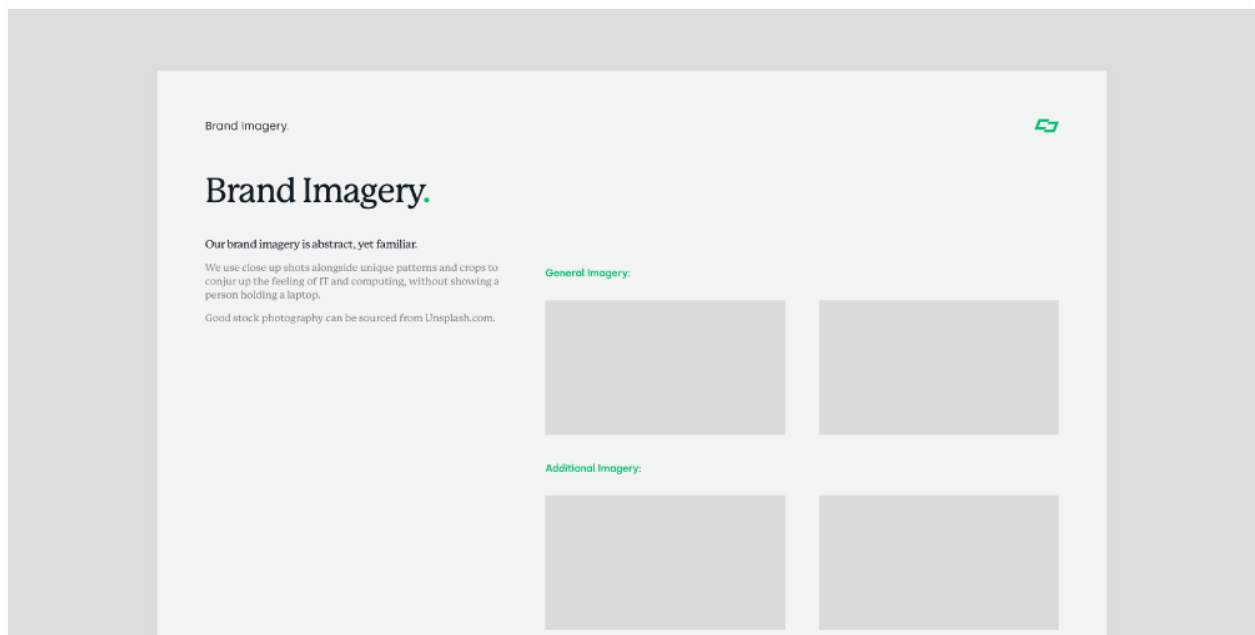 Brand Imagery.
Brand Imagery.
Our brand imagery is abstract, yet familiar.
We use close up shots alongside unique patterns and crops to
conjur up the feeling of IT and computing, without showing a
person holding a laptop.
Good stock photography can be sourced from Unsplash.com.
General Imagery:
Additional Imagery: